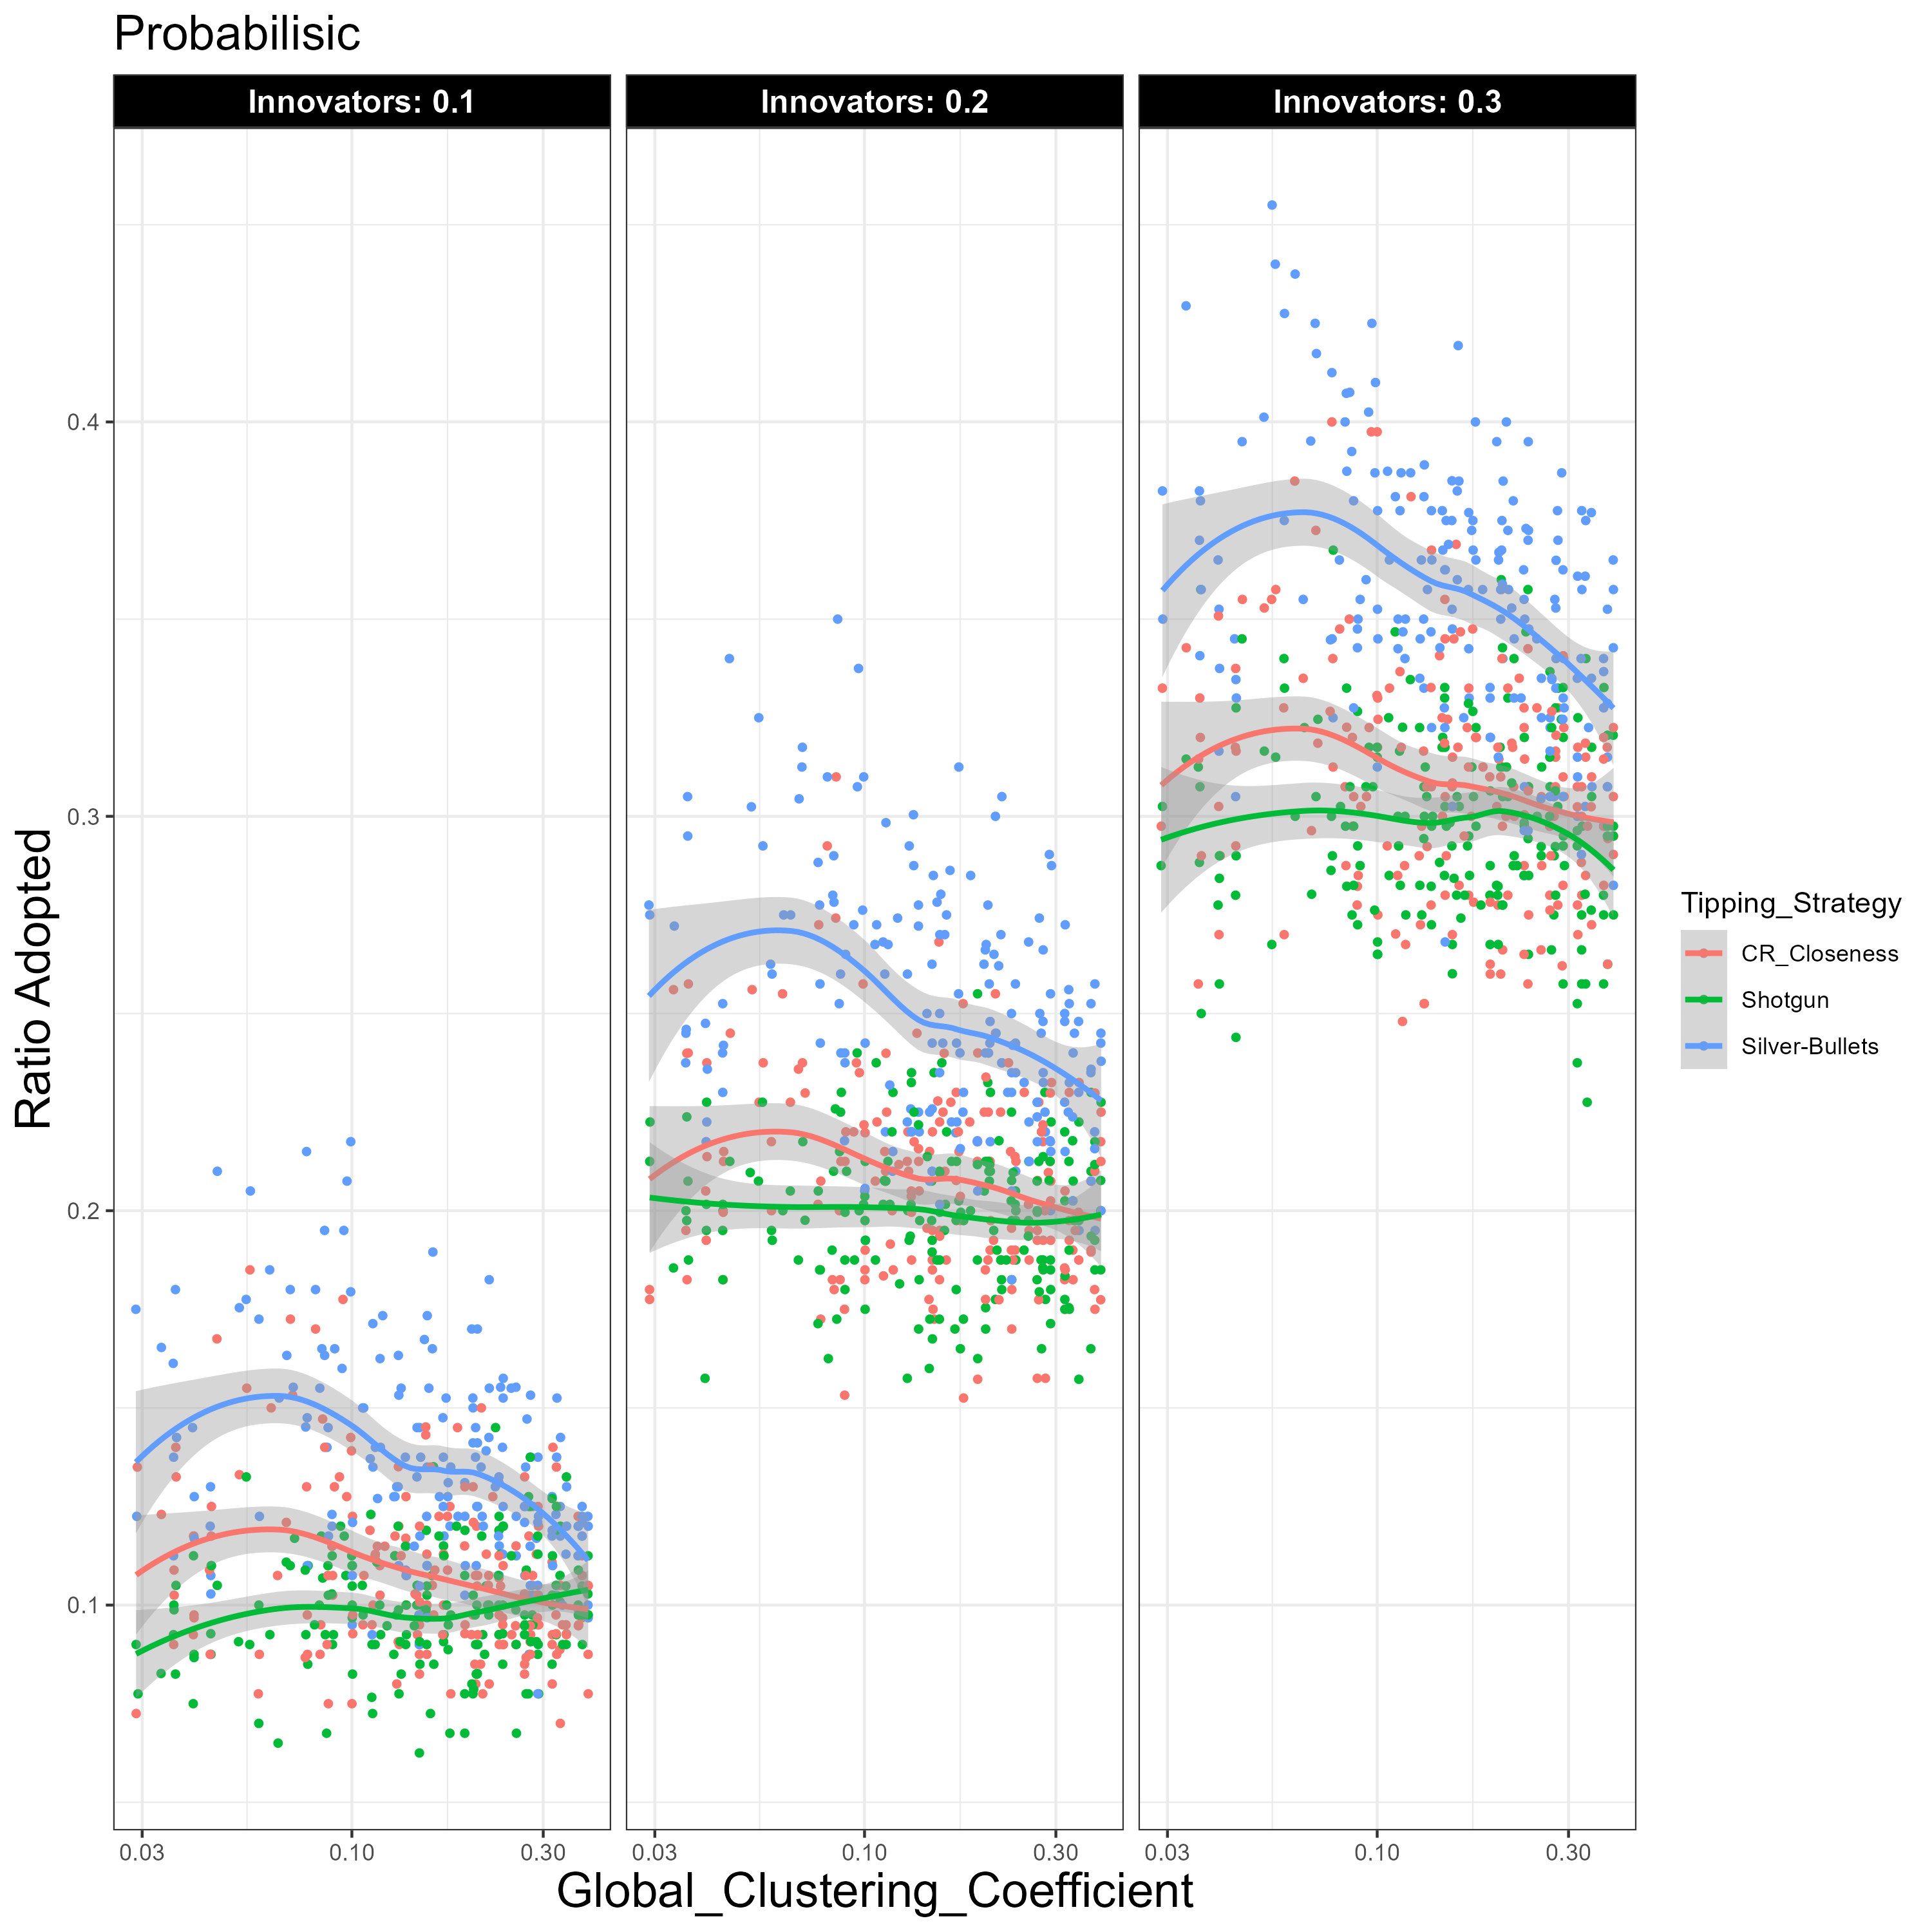 Probabilisic
Innovators: 0.1
Innovators: 0.2
Innovators: 0.3
0.4
0.3
0.2
0.1
Ratio Adopted
0.03 0.10 0.30
0.03 0.10 0.30
0.03 0.10 0.30
Global_Clustering_Coefficient
Tipping_Strategy
CR_Closeness
Shotgun
Silver-Bullets